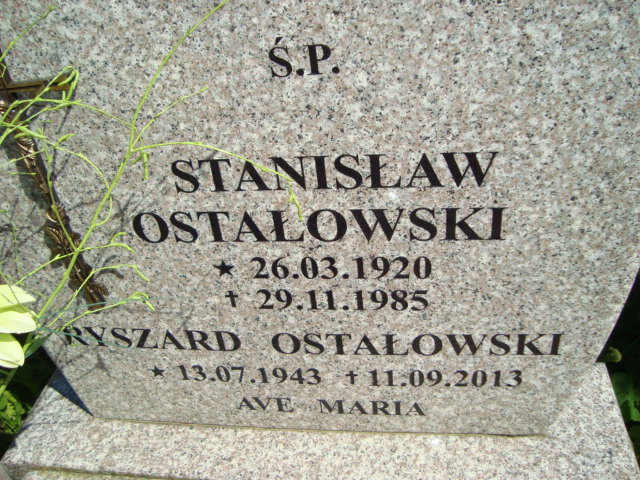 Ś.P.
STANISŁAW
OSTAŁOWSKI
★ 26.03.1920
✝ 29.11.1985
RYSZARD OSTAŁOWSKI
★ 13.07.1943 ✝ 11.09.2013
AVE MARIA